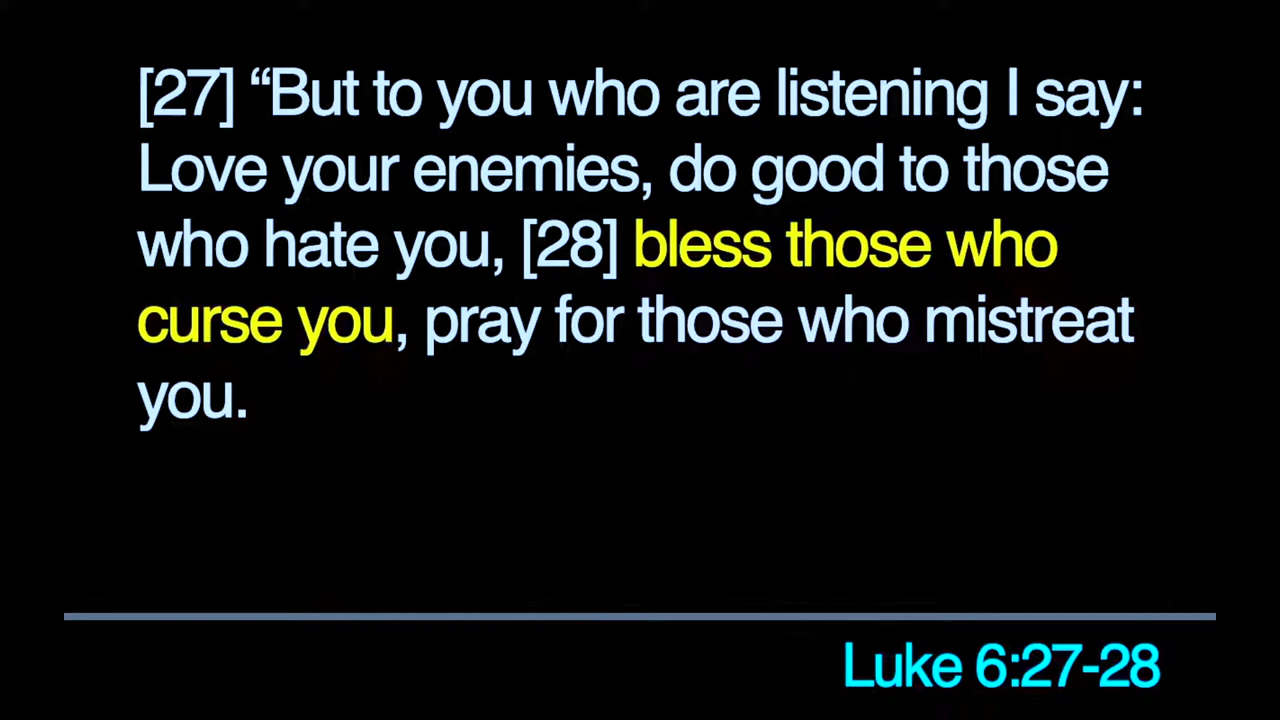 [27] “But to you who are listening I say:
Love your enemies, do good to those
who hate you, [28] bless those who
curse you, pray for those who mistreat
you.
Luke 6:27-28